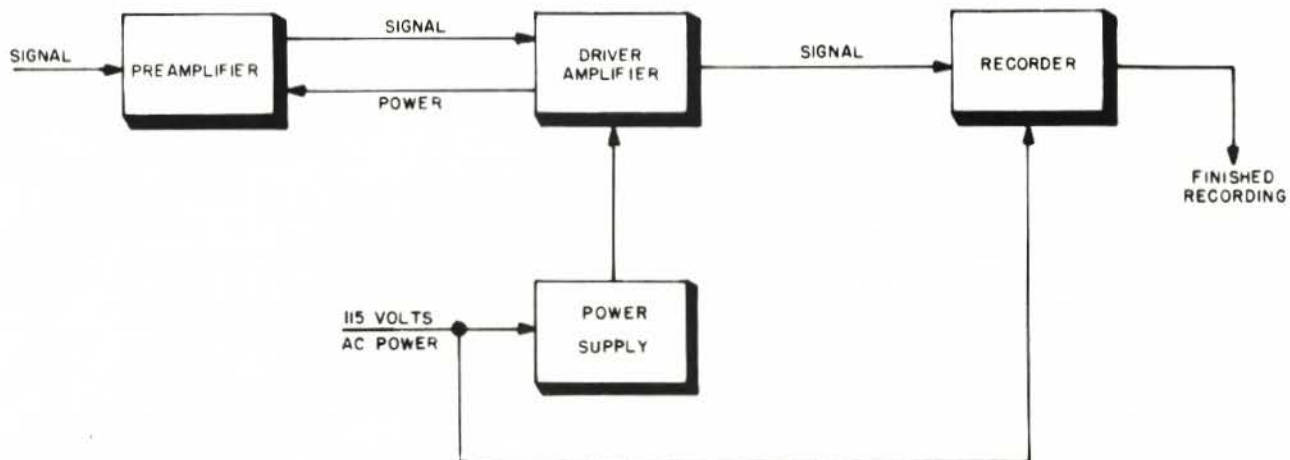 SIGNAL
PREAMPLIFIER
SIGNAL
POWER
DRIVER
AMPLIFIER
SIGNAL
RECORDER
FINISHED
RECORDING
115 VOLTS
AC POWER
POWER
SUPPLY